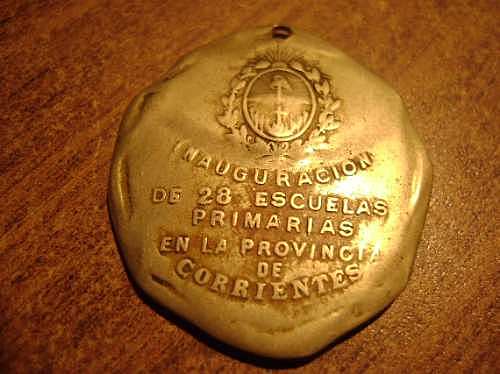 INAUGURACION
DE 28 ESCUELAS
PRIMARIAS
EN LA PROVINCIA
DE
CORRIENTES